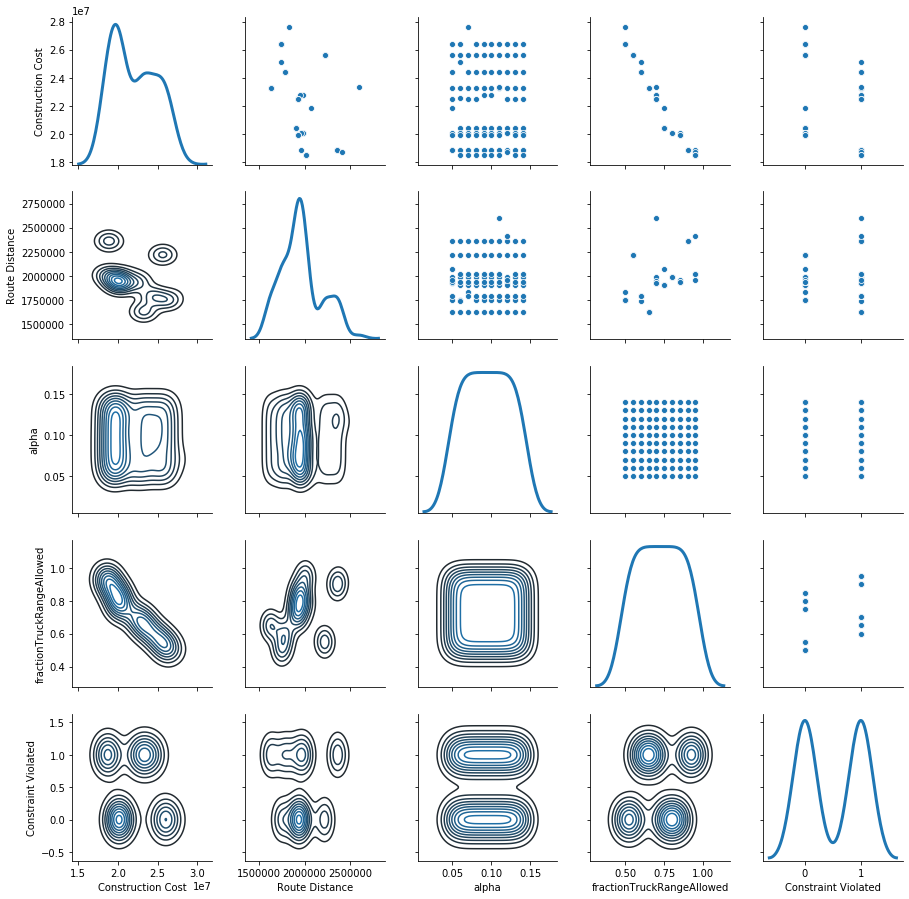 1e7
2.8
2.6
2.4
2.2
2.0
1.8
Construction Cost
2750000
2500000
2250000
2000000
1750000
1500000
Route Distance
0.15
0.10
0.05
alpha
1.0
0.8
0.6
0.4
fractionTruckRangeAllowed
1.5
1.0
0.5
0.0
−0.5
Constraint Violated
1.5 2.0 2.5 3.0
1e7
Construction Cost
1500000 2000000 2500000
Route Distance
0.05 0.10 0.15
alpha
0.50 0.75 1.00
fractionTruckRangeAllowed
0 1
Constraint Violated